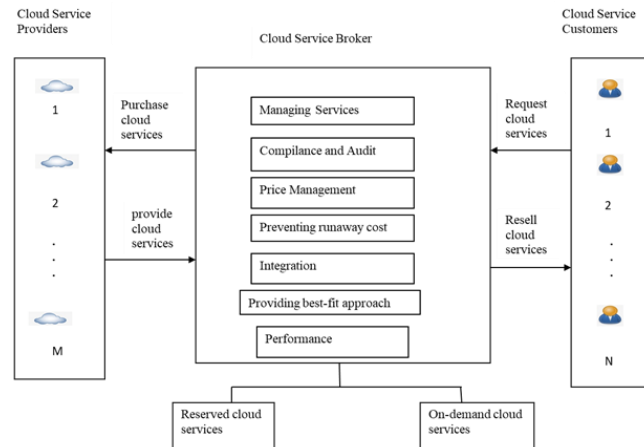 Cloud Service
Providers
Cloud Service Broker
Cloud Service
Customers
1
2
.
.
.
M
Purchase
cloud
services
provide
cloud
services
Managing Services
Compilance and Audit
Price Management
Preventing runaway cost
Integration
Providing best-fit approach
Performance
Request
cloud
services
Resell
cloud
services
1
2
.
.
.
N
Reserved cloud
services
On-demand cloud
services